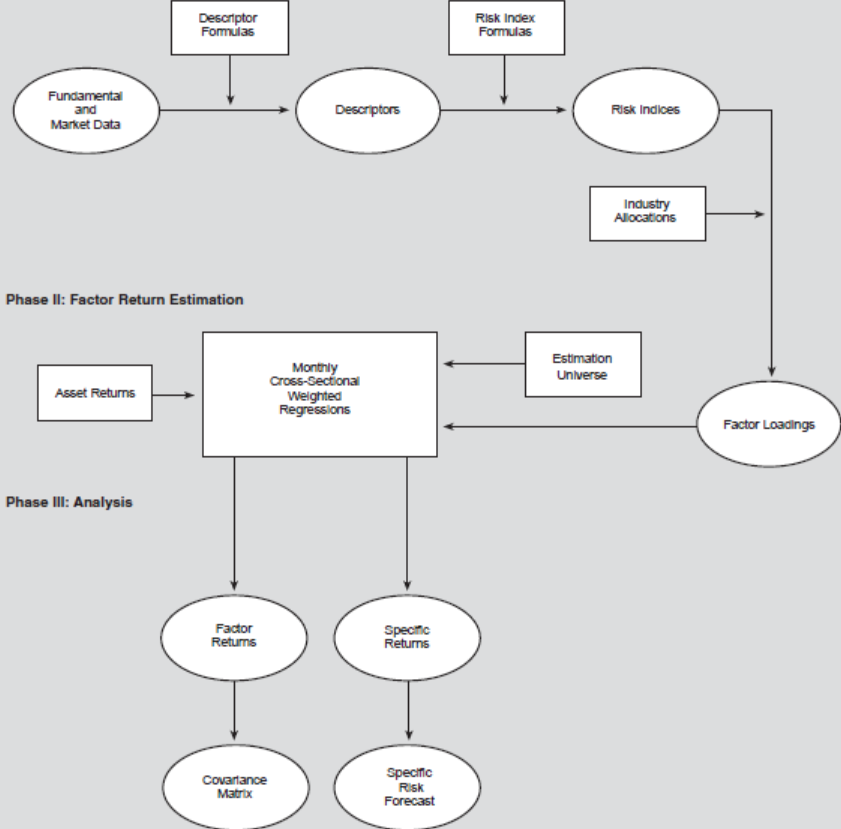 Descriptor
Formulas
Risk Index
Formulas
Fundamental
and
Market Data
Descriptors
Risk Indices
Industry
Allocations
Phase II: Factor Return Estimation
Monthly
Cross-Sectional
Weighted
Regressions
Estimation
Universe
Asset Returns
Factor Loadings
Phase III: Analysis
Factor
Returns
Specific
Returns
Covariance
Matrix
Specific
Risk
Forecast